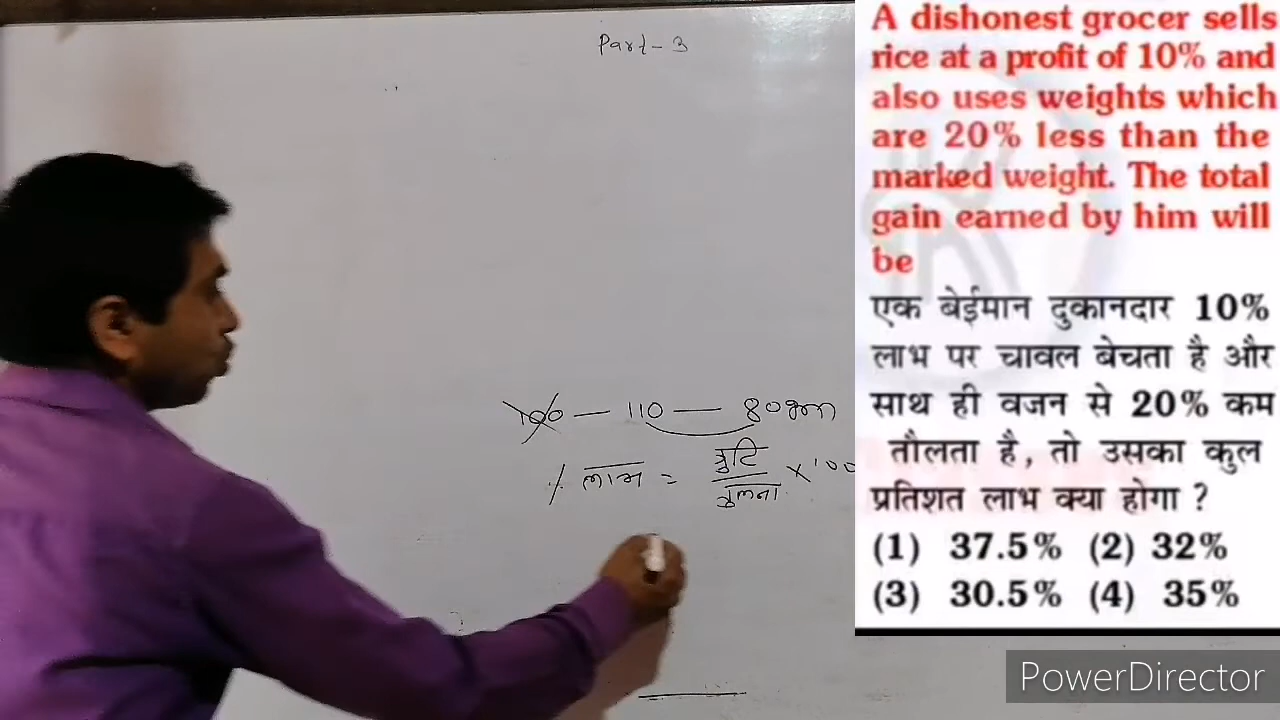 Part-3
100 — 110 — 80gm
% लाभ = त्रुटि / तुलना × 100
A dishonest grocer sells
rice at a profit of 10% and
also uses weights which
are 20% less than the
marked weight. The total
gain earned by him will
be
एक बेईमान दुकानदार 10%
लाभ पर चावल बेचता है और
साथ ही वजन से 20% कम
तौलता है, तो उसका कुल
प्रतिशत लाभ क्या होगा ?
(1) 37.5% (2) 32%
(3) 30.5% (4) 35%
PowerDirector